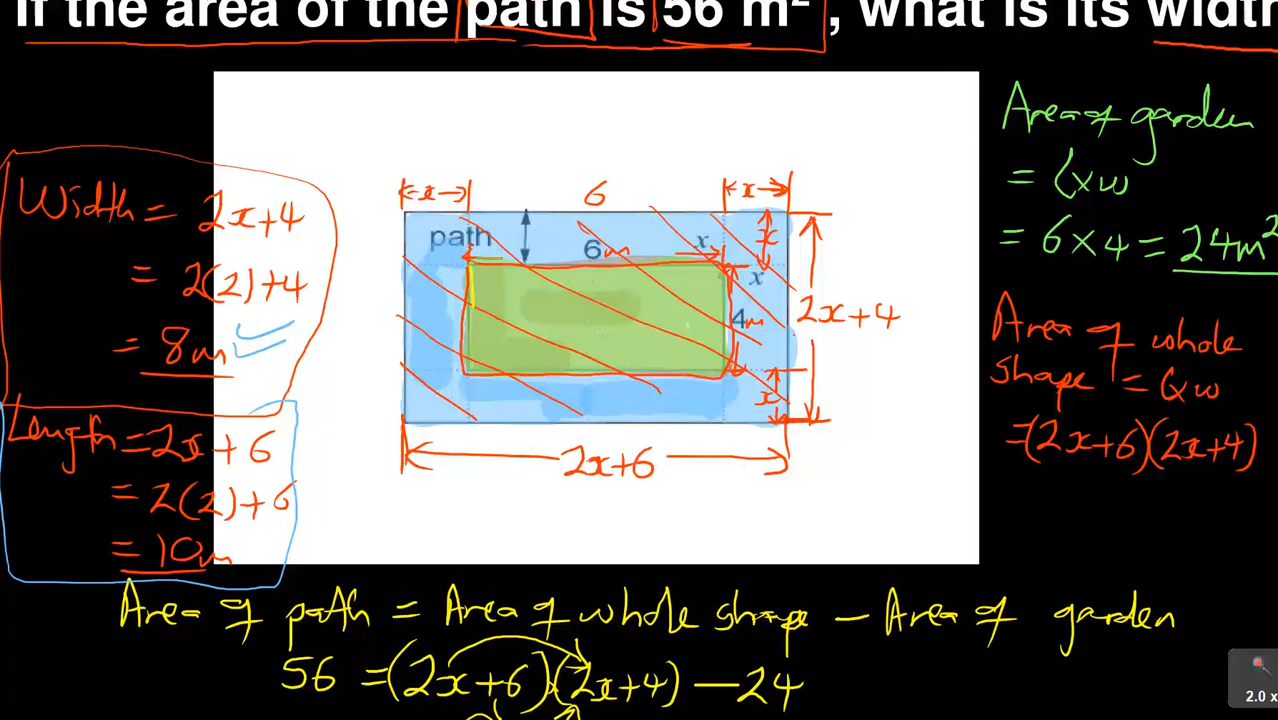 If the area of the path is 56 m², what is its width
Area of garden
= l×w
= 6×4 = 24m²
Width = 2x+4
= 2(2)+4
= 8m
Length = 2x+6
= 2(2)+6
= 10m
x
6
x
path
6m
x
x
x
4m
2x+4
x
2x+6
Area of whole
shape = l×w
=(2x+6)(2x+4)
Area of path = Area of whole shape − Area of garden
56 =(2x+6)(2x+4) −24
2.0 x